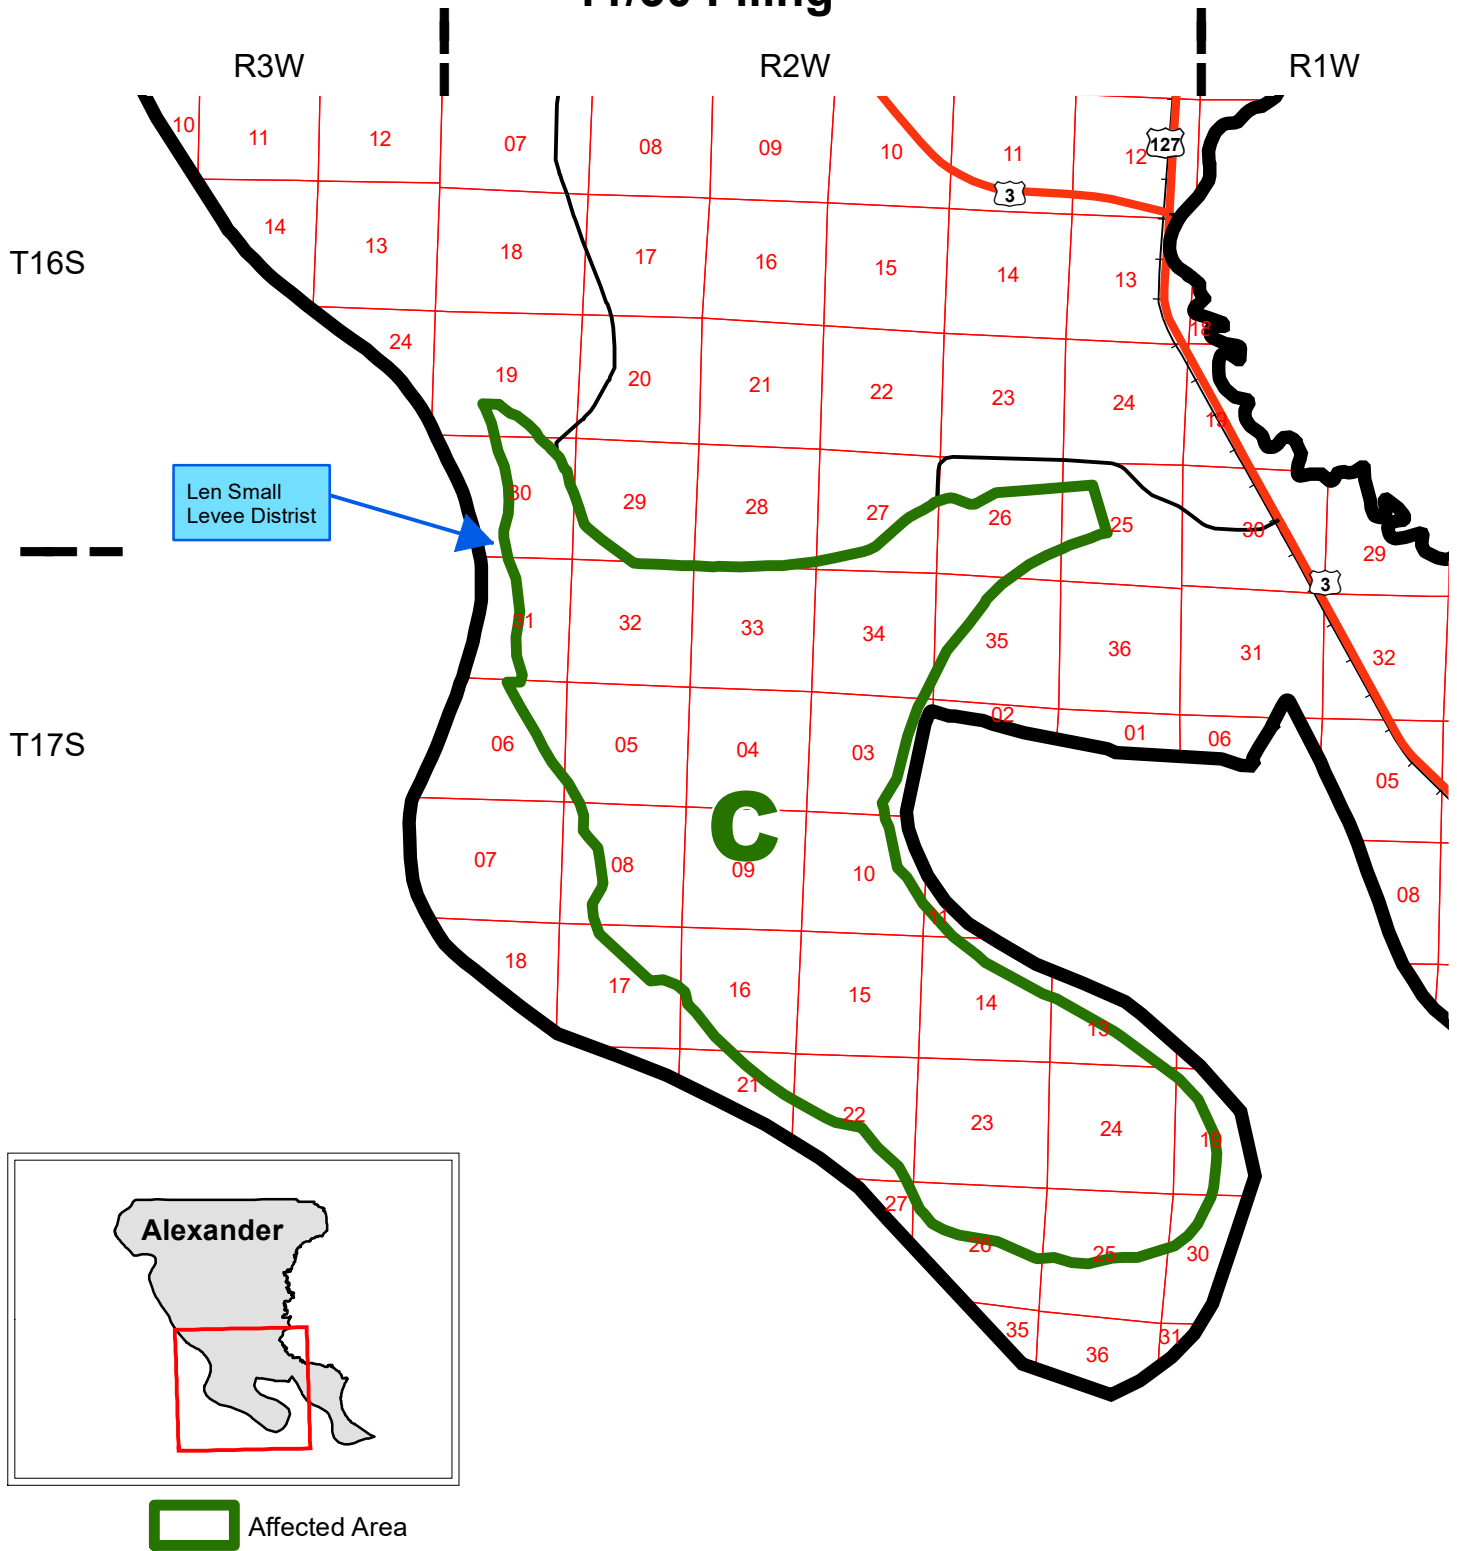 R3W R2W R1W
10 11 12 07 08 09 10 11 12 127
3
T16S 14 13 18 17 16 15 14 13 18
24 19 20 21 22 23 24 19
Len Small
Levee Distrist
30 29 28 27 26 25 30 29
3
31 32 33 34 35 36 31 32
T17S 06 05 04 03 02 01 06 05
C
07 08 09 10 11 08
18 17 16 15 14 13
21 22 23 24 19
27 26 25 30
35 36 31
Alexander
Affected Area